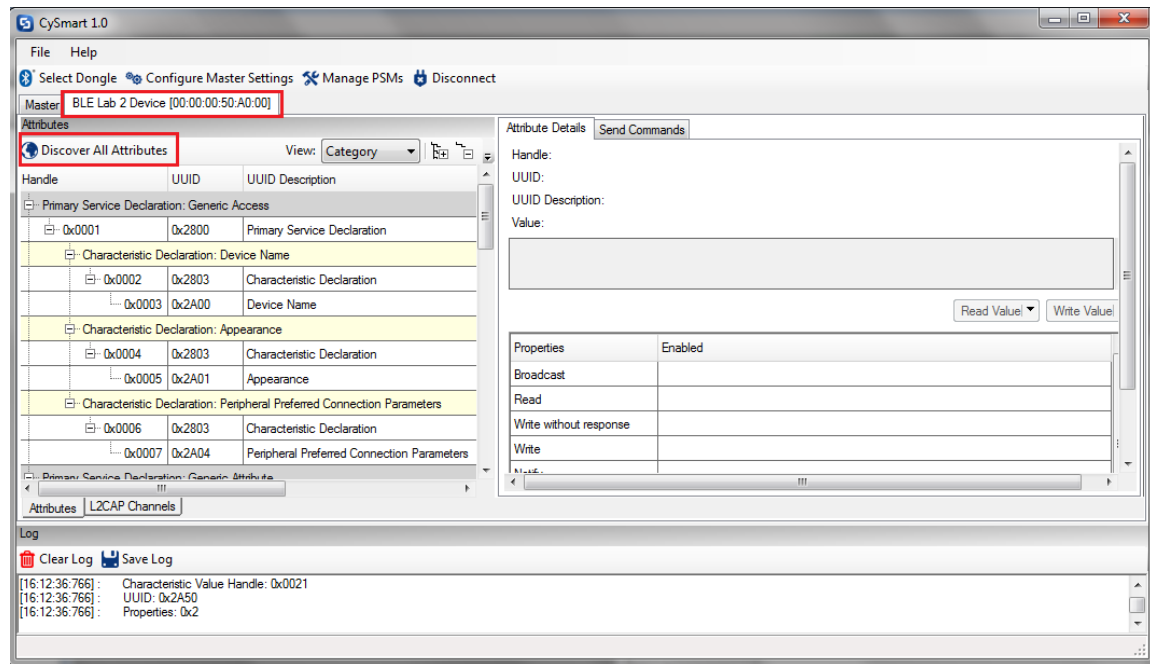 CySmart 1.0
File Help
Select Dongle Configure Master Settings Manage PSMs Disconnect
Master BLE Lab 2 Device [00:00:00:50:A0:00]
Attributes
Discover All Attributes View: Category
Handle UUID UUID Description
Primary Service Declaration: Generic Access
0x0001 0x2800 Primary Service Declaration
Characteristic Declaration: Device Name
0x0002 0x2803 Characteristic Declaration
0x0003 0x2A00 Device Name
Characteristic Declaration: Appearance
0x0004 0x2803 Characteristic Declaration
0x0005 0x2A01 Appearance
Characteristic Declaration: Peripheral Preferred Connection Parameters
0x0006 0x2803 Characteristic Declaration
0x0007 0x2A04 Peripheral Preferred Connection Parameters
Primary Service Declaration: Generic Attribute
Attributes L2CAP Channels
Attribute Details Send Commands
Handle:
UUID:
UUID Description:
Value:
Read Value Write Value
Properties Enabled
Broadcast
Read
Write without response
Write
Notify
Log
Clear Log Save Log
[16:12:36:766] : Characteristic Value Handle: 0x0021
[16:12:36:766] : UUID: 0x2A50
[16:12:36:766] : Properties: 0x2